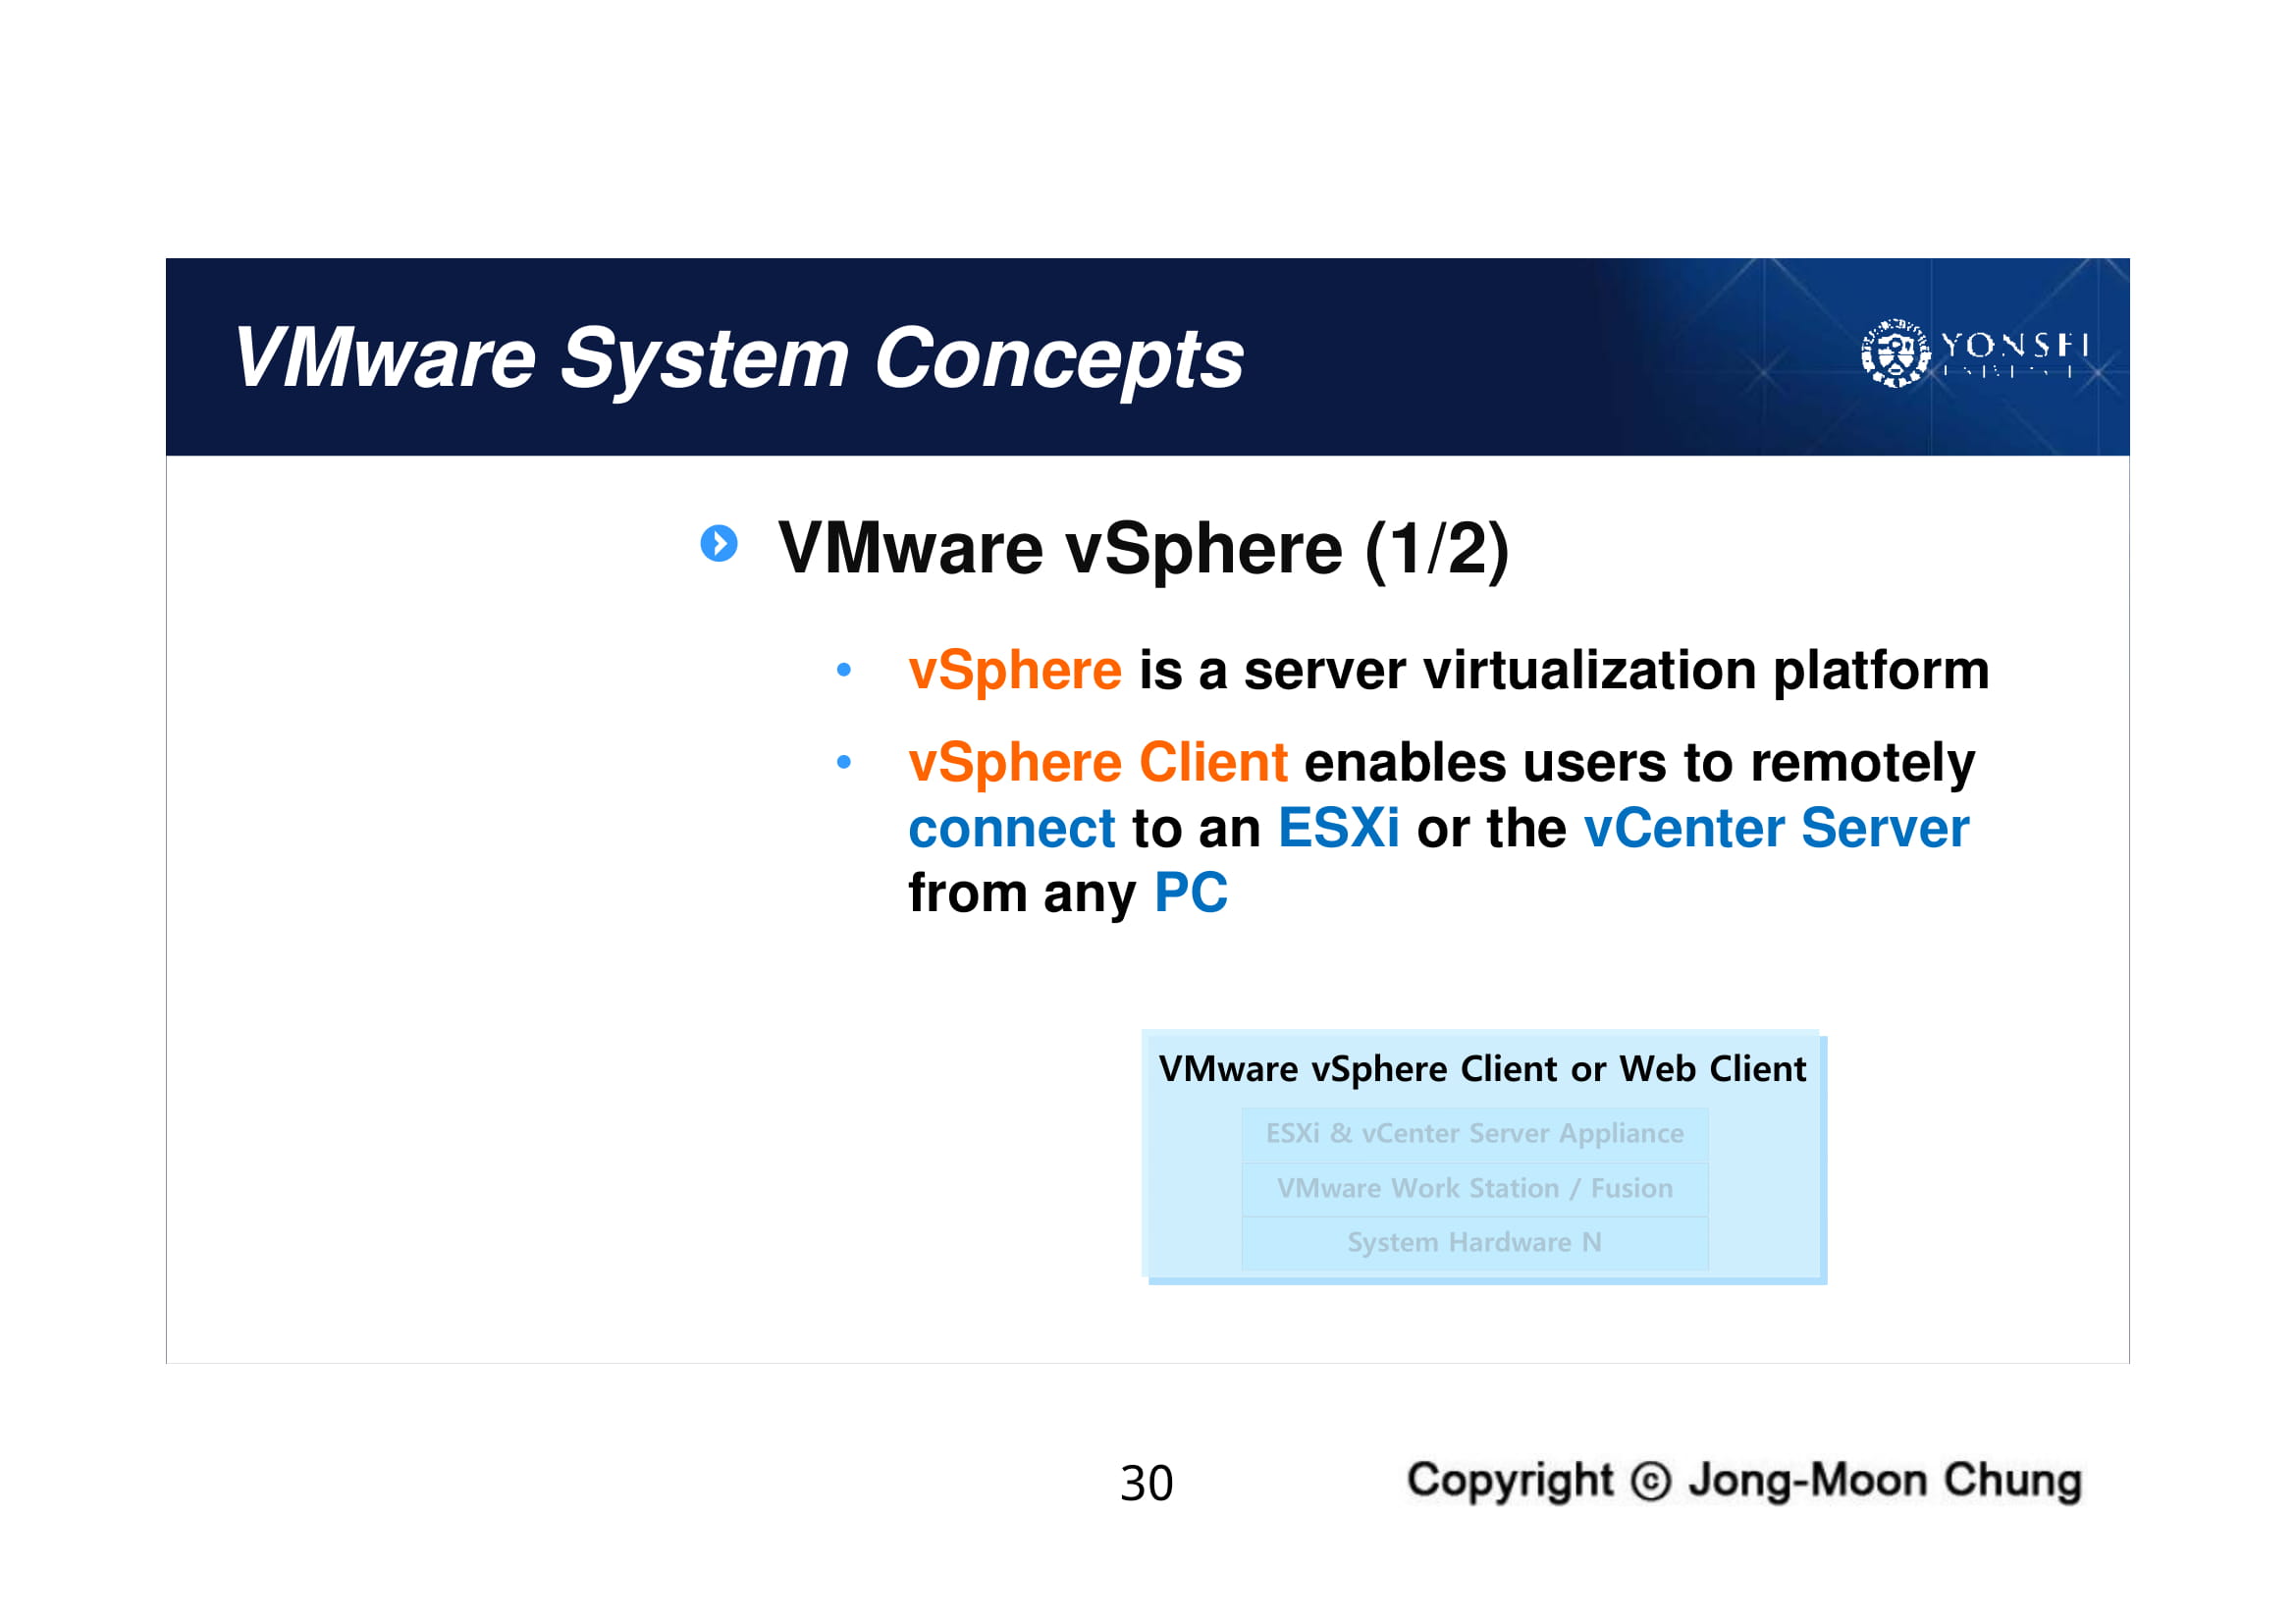 VMware System Concepts
YONSEI
VMware vSphere (1/2)
• vSphere is a server virtualization platform
• vSphere Client enables users to remotely
connect to an ESXi or the vCenter Server
from any PC
VMware vSphere Client or Web Client
ESXi & vCenter Server Appliance
VMware Work Station / Fusion
System Hardware N
30
Copyright ⓒ Jong-Moon Chung